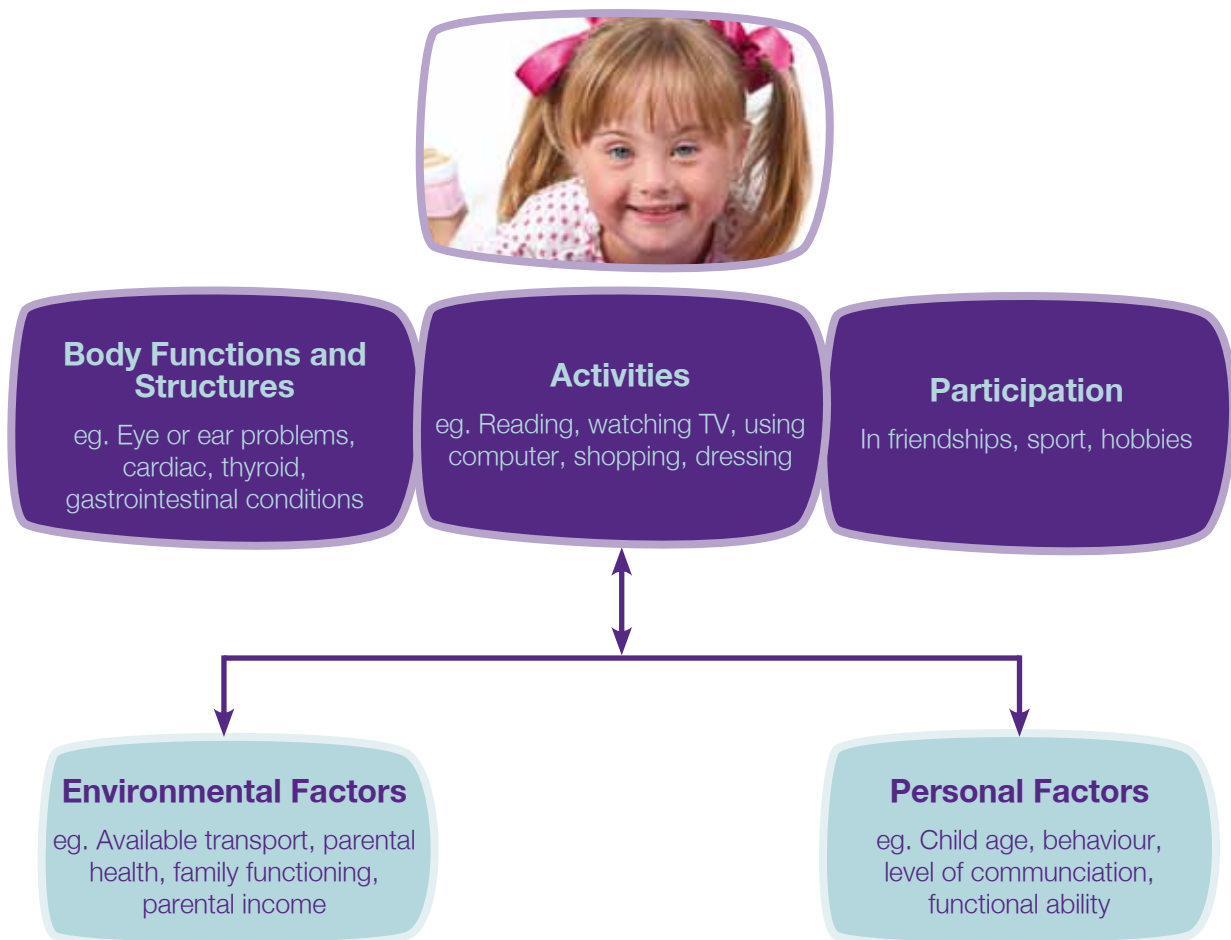 Body Functions and
Structures
eg. Eye or ear problems,
cardiac, thyroid,
gastrointestinal conditions
Activities
eg. Reading, watching TV, using
computer, shopping, dressing
Participation
In friendships, sport, hobbies
Environmental Factors
eg. Available transport, parental
health, family functioning,
parental income
Personal Factors
eg. Child age, behaviour,
level of communciation,
functional ability